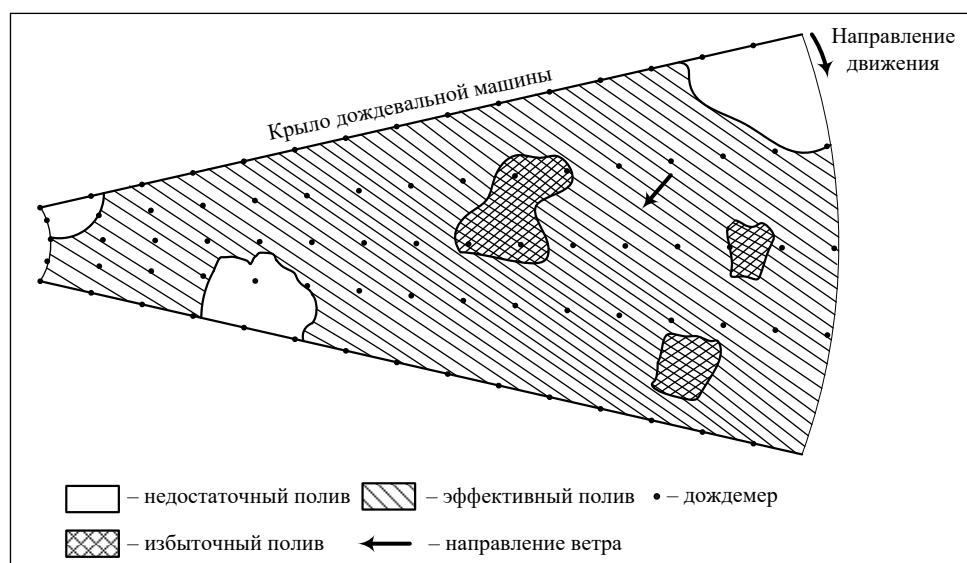 Направление
движения
Крыло дождевальной машины
– недостаточный полив
– эффективный полив
– дождемер
– избыточный полив
– направление ветра